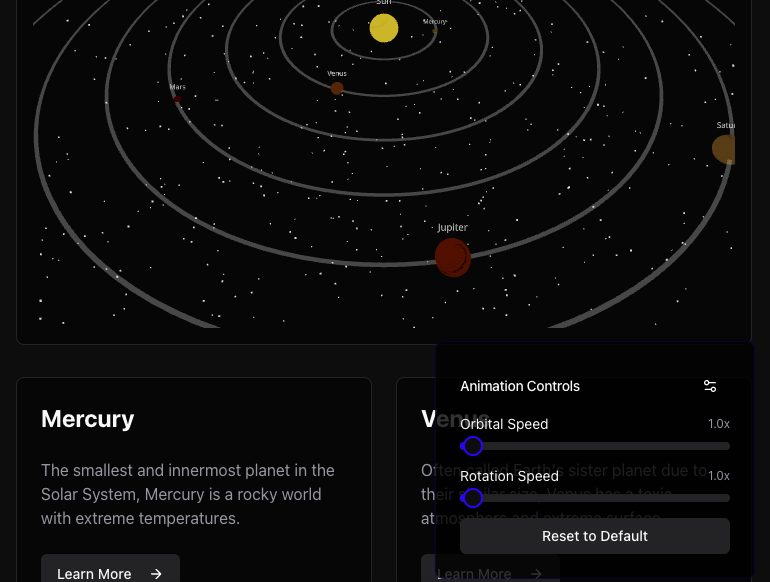 Sun
Mercury
Venus
Mars
Satu
Jupiter
Animation Controls
Mercury
Venus
Orbital Speed
1.0x
The smallest and innermost planet in the
Solar System, Mercury is a rocky world
with extreme temperatures.
Often called Earth's sister planet due to
their similar size, Venus has a toxic
atmosphere and extreme surface
Rotation Speed
1.0x
Reset to Default
Learn More
Learn More